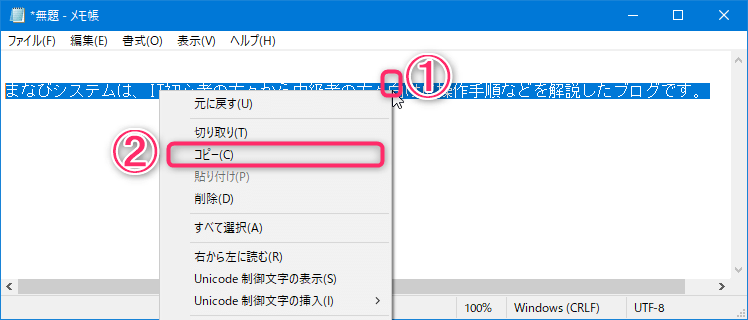 *無題 - メモ帳
ファイル(F) 編集(E) 書式(O) 表示(V) ヘルプ(H)
①
まなびシステムは、IT初心者の方々から中級者の方々 操作手順などを解説したブログです。
元に戻す(U)
切り取り(T)
②
コピー(C)
貼り付け(P)
削除(D)
すべて選択(A)
右から左に読む(R)
Unicode 制御文字の表示(S)
Unicode 制御文字の挿入(I)
100% Windows (CRLF) UTF-8